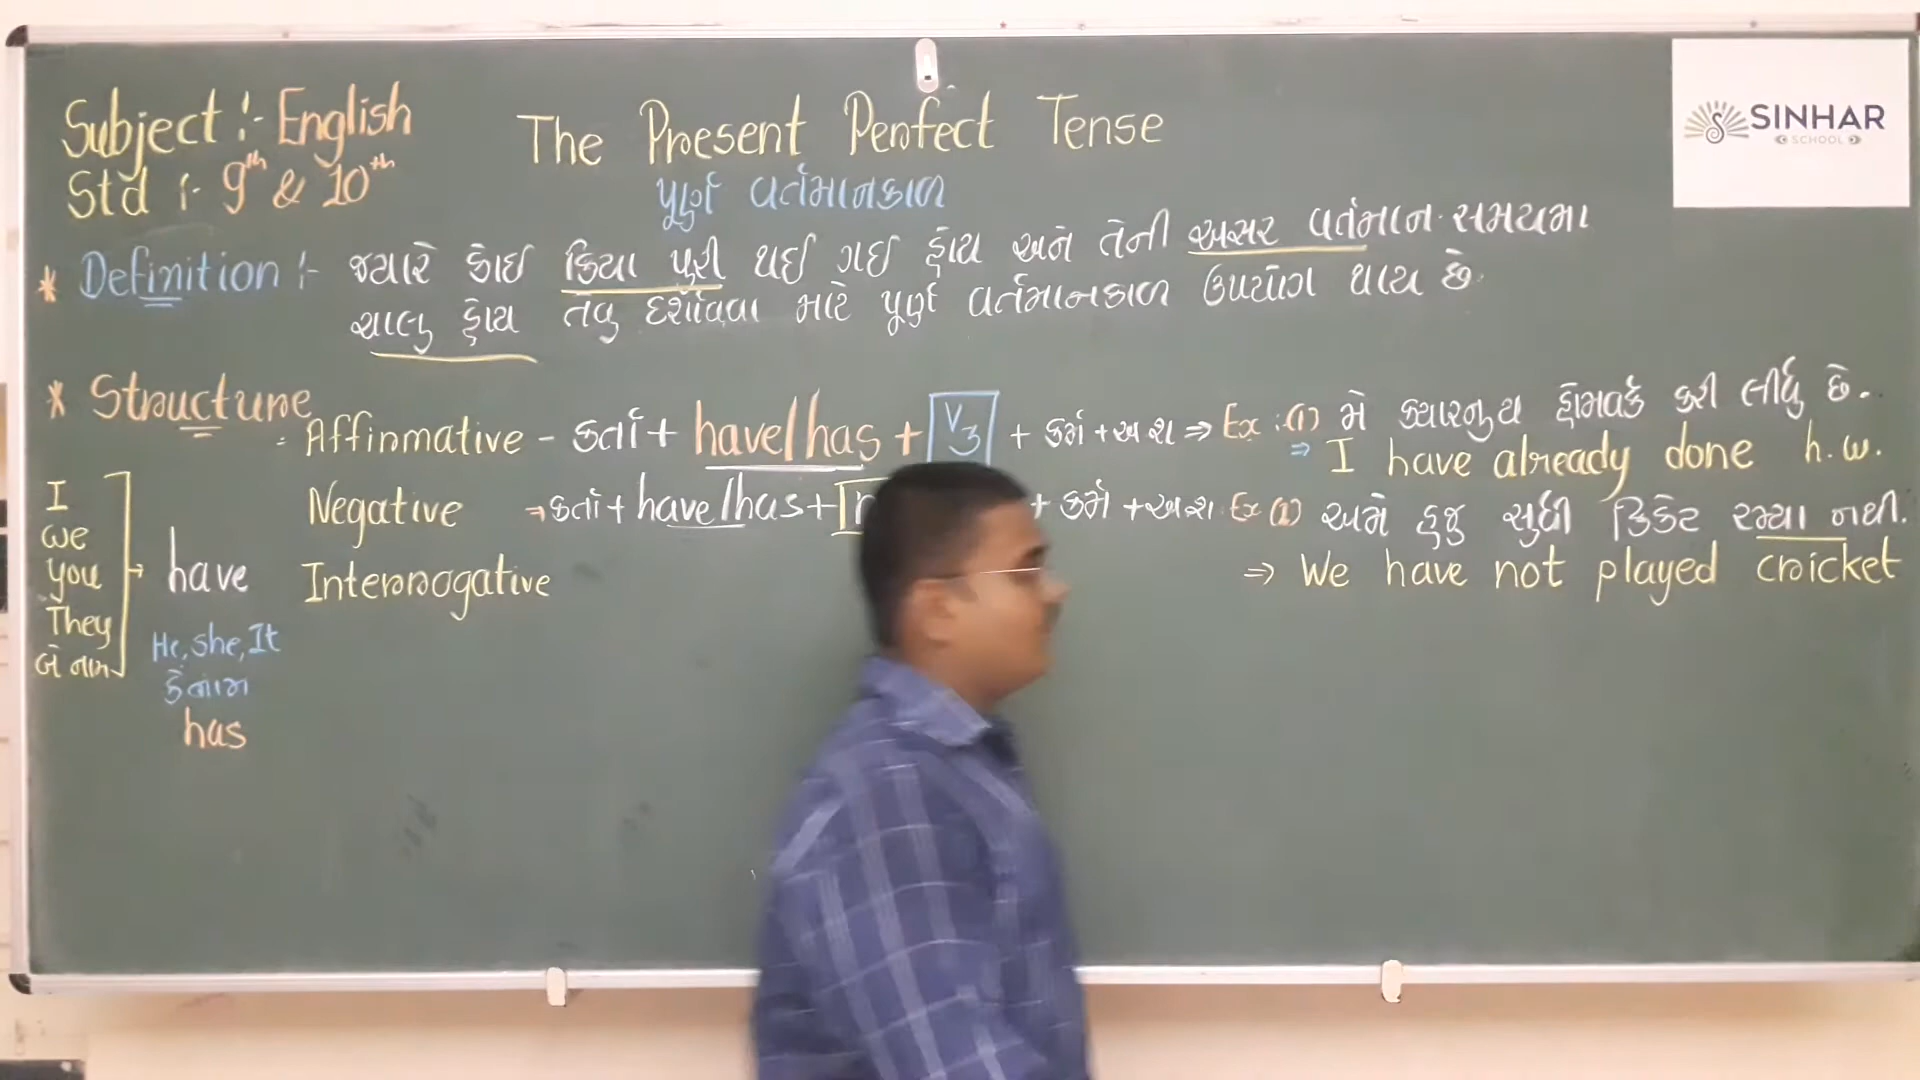 Subject :- English
Std :- 9th & 10th
The Present Perfect Tense
પૂર્ણ વર્તમાનકાળ
SINHAR
SCHOOL
* Definition :- જ્યારે કોઈ ક્રિયા પુરી થઈ ગઈ હોય અને તેની અસર વર્તમાન સમયમા
ચાલુ હોય તેવુ દર્શાવવા માટે પૂર્ણ વર્તમાનકાળ ઉપયોગ થાય છે.
* Structure
Affirmative - કર્તા + have/has + V3 + કર્મ + અ શ ⇒ Ex :(1) મે ક્યારનુય હોમવર્ક કરી લીધું છે.
⇒ I have already done h.w.
Negative → કર્તા + have/has + + કર્મ + અ શ. Ex (1) અમે હજુ સુધી ક્રિકેટ રમ્યા નથી.
⇒ We have not played cricket
Interrogative
I
we
you
They
બે નામ
→ have
He, She, It
કે નામ
has